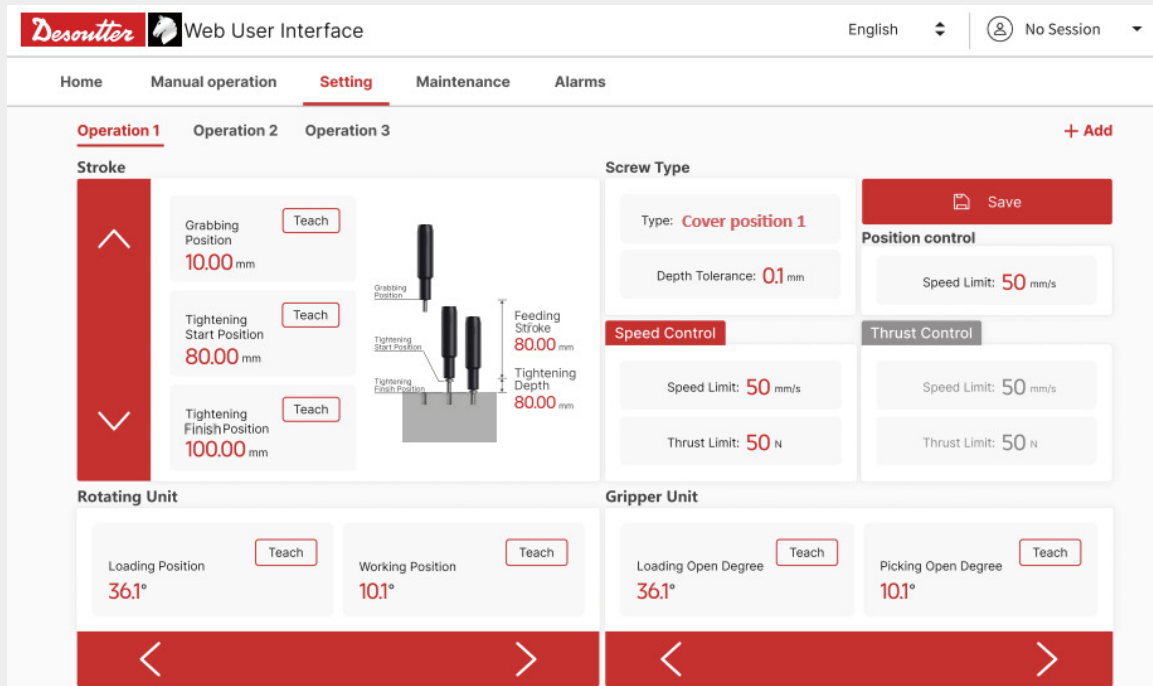 Desoutter Web User Interface
English
No Session
Home Manual operation Setting Maintenance Alarms
Operation 1 Operation 2 Operation 3
+ Add
Stroke
Grabbing
Position
10.00 mm
Teach
Tightening
Start Position
80.00 mm
Teach
Tightening
Finish Position
100.00 mm
Teach
Grabbing
Position
Tightening
Start Position
Tightening
Finsih Position
Feeding
Stroke
80.00 mm
Tightening
Depth
80.00 mm
Screw Type
Type: Cover position 1
Depth Tolerance: 0.1 mm
Save
Position control
Speed Limit: 50 mm/s
Speed Control
Speed Limit: 50 mm/s
Thrust Limit: 50 N
Thrust Control
Speed Limit: 50 mm/s
Thrust Limit: 50 N
Rotating Unit
Loading Position
36.1°
Teach
Working Position
10.1°
Teach
Gripper Unit
Loading Open Degree
36.1°
Teach
Picking Open Degree
10.1°
Teach